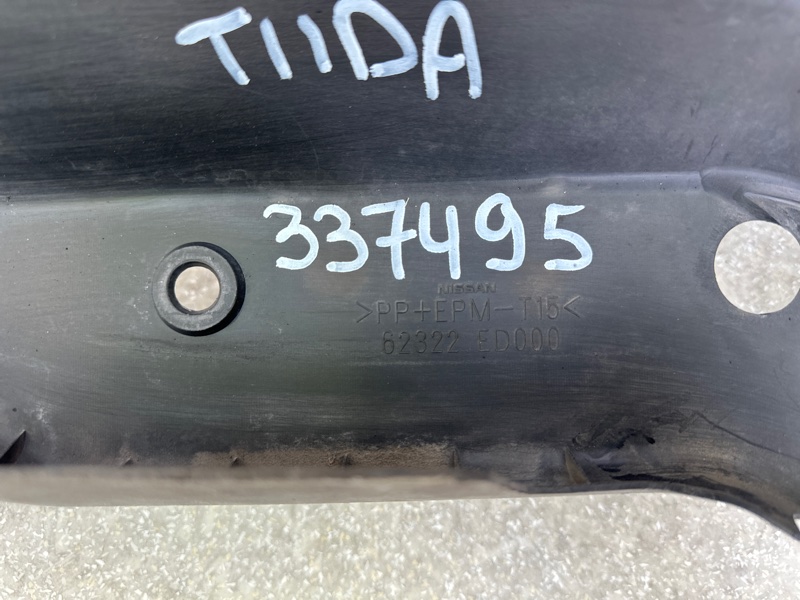 TIIDA
337495
NISSAN
>PP+EPM-T15<
62322 ED000